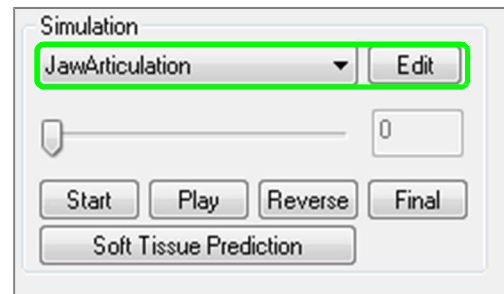 Simulation
JawArticulation Edit
0
Start Play Reverse Final
Soft Tissue Prediction